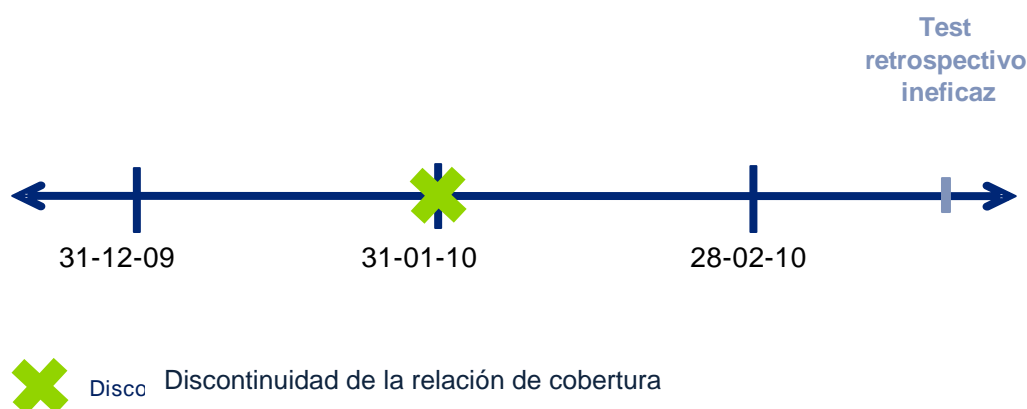 Test
retrospectivo
ineficaz
31-12-09
31-01-10
28-02-10
Disco
Discontinuidad de la relación de cobertura